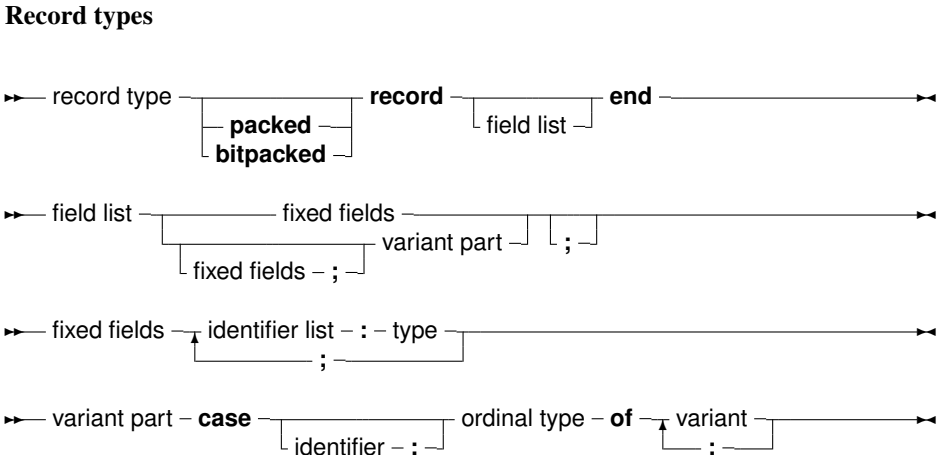 Record types
record type record end
packed field list
bitpacked
field list fixed fields
variant part ;
fixed fields ;
fixed fields identifier list : type
;
variant part case ordinal type of variant
identifier : :